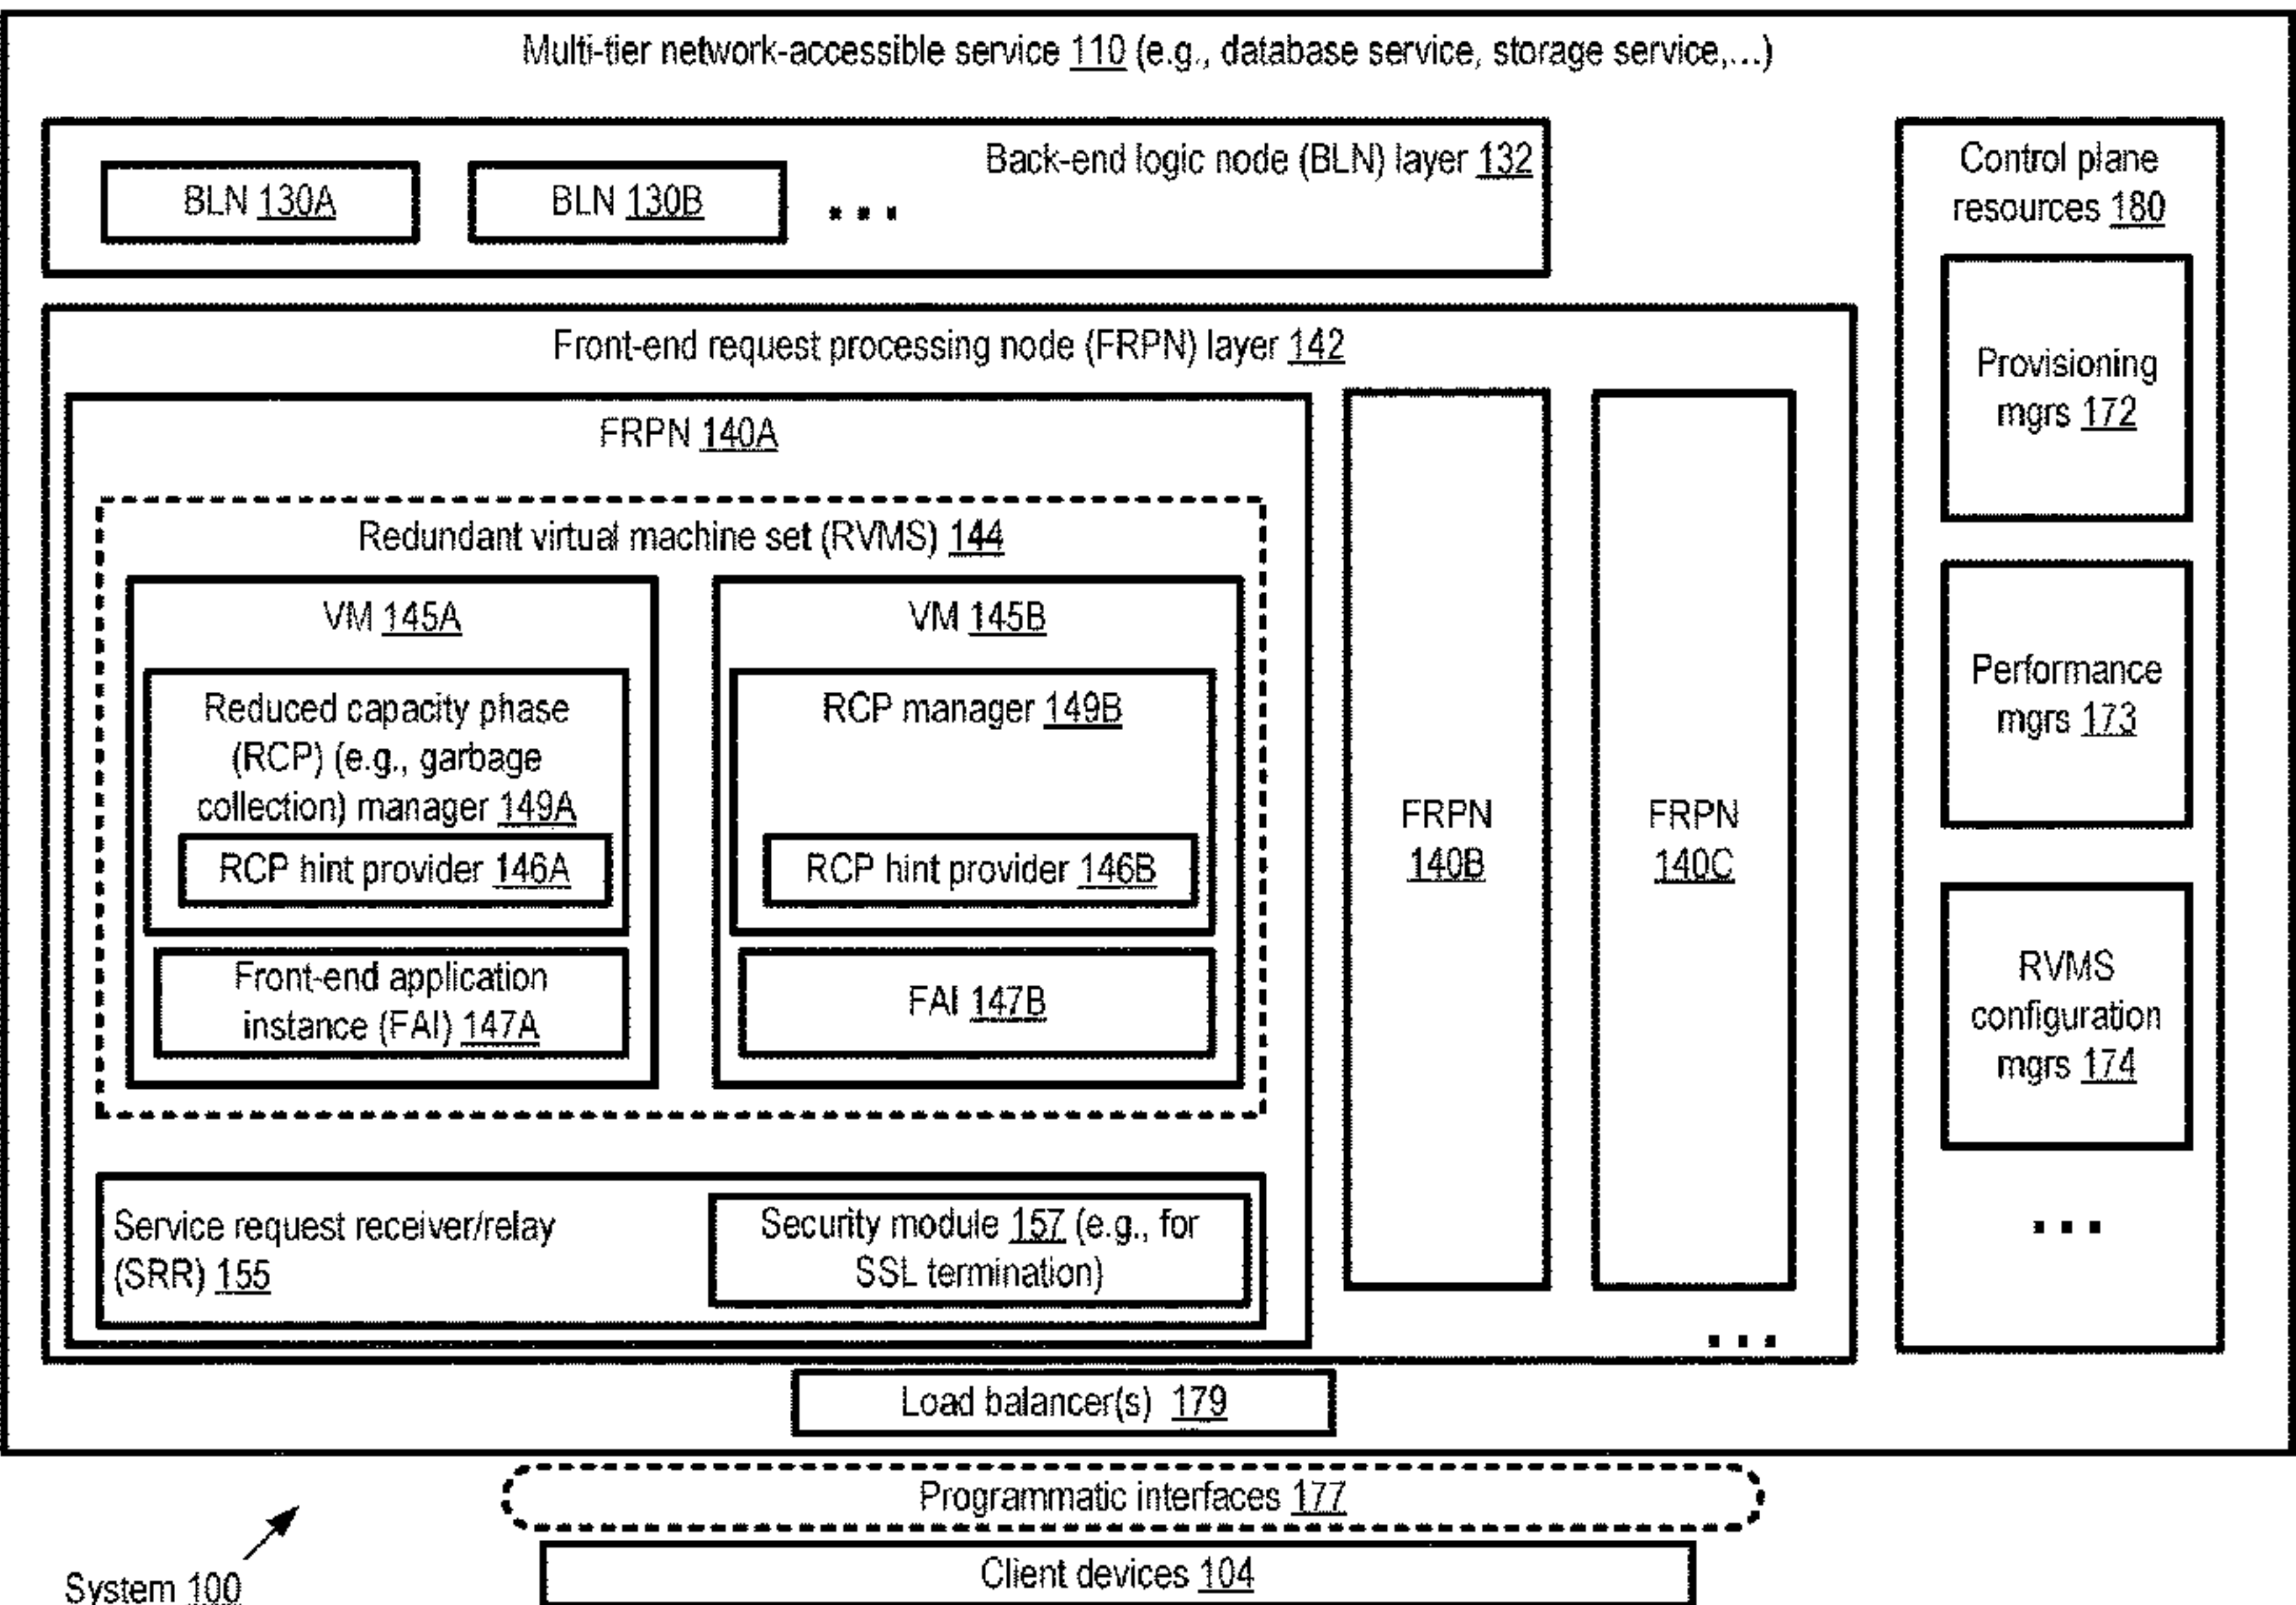 Multi-tier network-accessible service 110 (e.g., database service, storage service,...)
Back-end logic node (BLN) layer 132
BLN 130A
BLN 130B
...
Front-end request processing node (FRPN) layer 142
FRPN 140A
Redundant virtual machine set (RVMS) 144
VM 145A
Reduced capacity phase
(RCP) (e.g., garbage
collection) manager 149A
RCP hint provider 146A
Front-end application
instance (FAI) 147A
VM 145B
RCP manager 149B
RCP hint provider 146B
FAI 147B
Service request receiver/relay
(SRR) 155
Security module 157 (e.g., for
SSL termination)
FRPN
140B
FRPN
140C
...
Control plane
resources 180
Provisioning
mgrs 172
Performance
mgrs 173
RVMS
configuration
mgrs 174
...
Load balancer(s) 179
Programmatic interfaces 177
Client devices 104
System 100